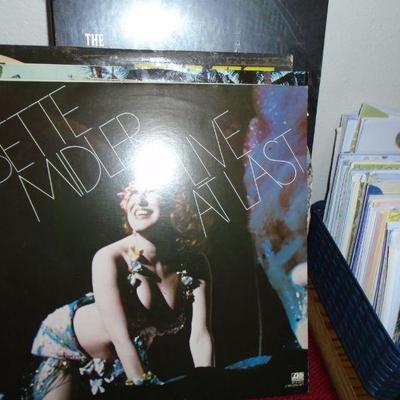 THE
BETTE
MIDLER
LIVE
AT LAST